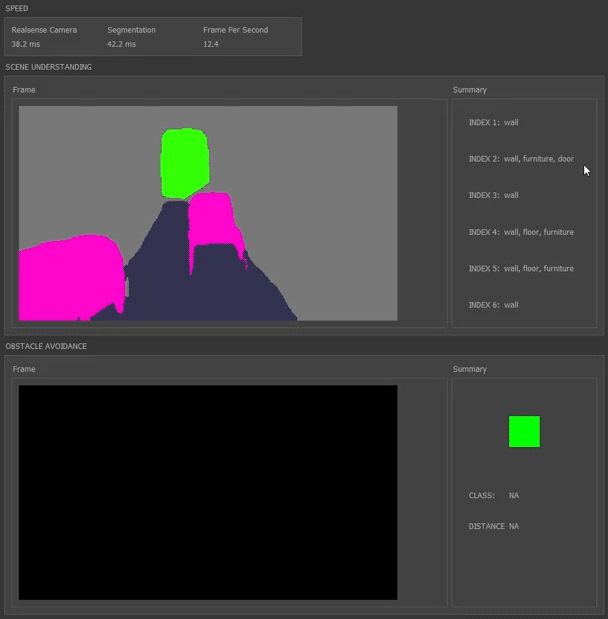 SPEED
Realsense Camera Segmentation Frame Per Second
38.2 ms 42.2 ms 12.4
SCENE UNDERSTANDING
Frame Summary
INDEX 1: wall
INDEX 2: wall, furniture, door
INDEX 3: wall
INDEX 4: wall, floor, furniture
INDEX 5: wall, floor, furniture
INDEX 6: wall
OBSTACLE AVOIDANCE
Frame Summary
CLASS: NA
DISTANCE NA